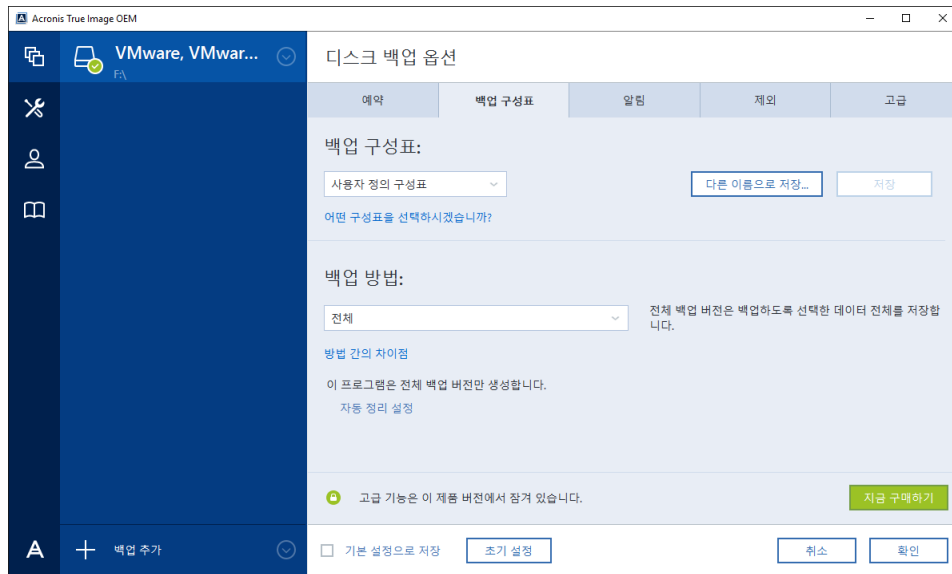 Acronis True Image OEM
VMware, VMwar...
F:\
디스크 백업 옵션
예약
백업 구성표
알림
제외
고급
백업 구성표:
사용자 정의 구성표
다른 이름으로 저장...
저장
어떤 구성표를 선택하시겠습니까?
백업 방법:
전체
전체 백업 버전은 백업하도록 선택한 데이터 전체를 저장합
니다.
방법 간의 차이점
이 프로그램은 전체 백업 버전만 생성합니다.
자동 정리 설정
고급 기능은 이 제품 버전에서 잠겨 있습니다.
지금 구매하기
A
백업 추가
기본 설정으로 저장
초기 설정
취소
확인